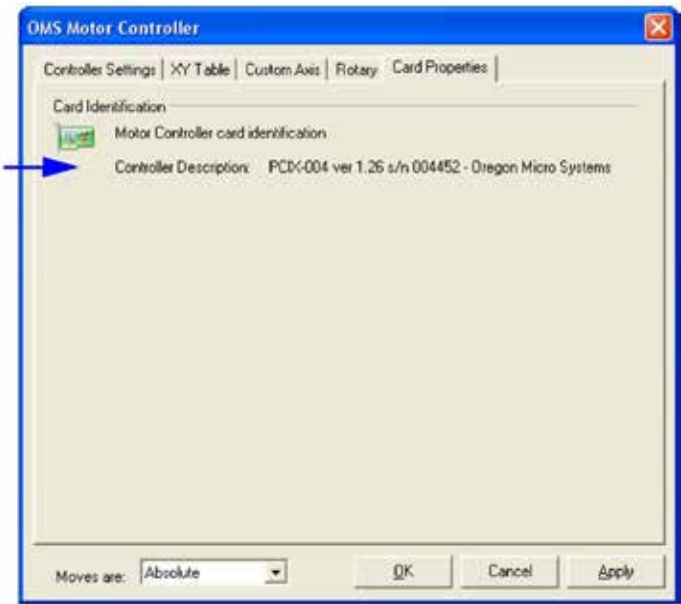 OMS Motor Controller
Controller Settings XY Table Custom Axis Rotary Card Properties
Card Identification
Motor Controller card identification
Controller Description: PCIX-004 ver 1.26 s/n 004452 - Oregon Micro Systems
Moves are: Absolute OK Cancel Apply